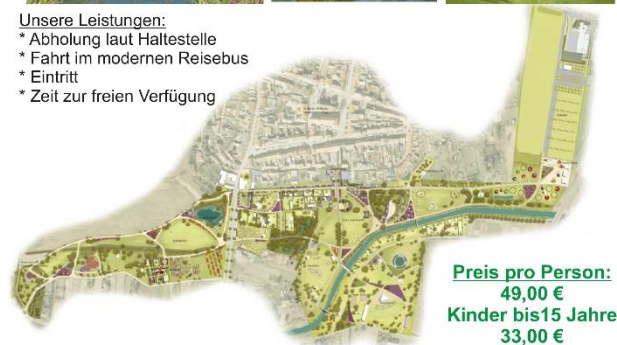 Unsere Leistungen:
* Abholung laut Haltestelle
* Fahrt im modernen Reisebus
* Eintritt
* Zeit zur freien Verfügung
Preis pro Person:
49,00 €
Kinder bis15 Jahre
33,00 €